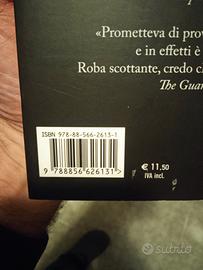 «Prometteva di prov
e in effetti è
Roba scottante, credo c
The Guar
ISBN 978-88-566-2613-1
9 788856 626131 >
€ 11,50
IVA incl.
subito